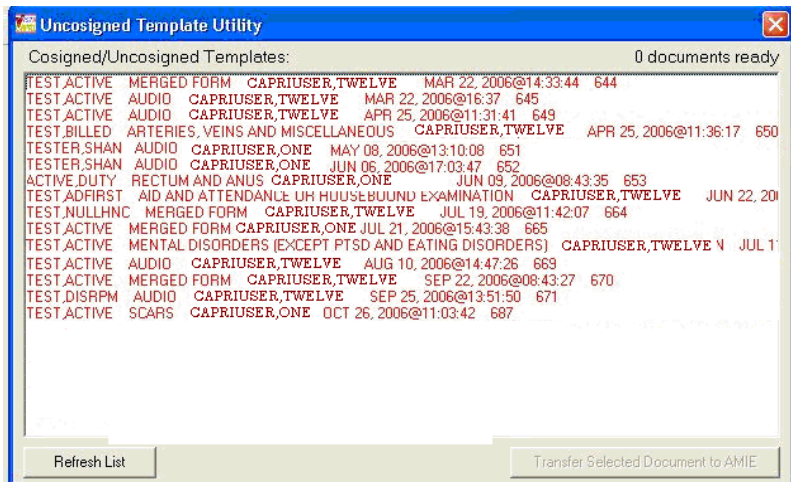 Uncosigned Template Utility
Cosigned/Uncosigned Templates: 0 documents ready
TEST,ACTIVE MERGED FORM CAPRIUSER,TWELVE MAR 22, 2006@14:33:44 644
TEST,ACTIVE AUDIO CAPRIUSER,TWELVE MAR 22, 2006@16:37 645
TEST,ACTIVE AUDIO CAPRIUSER,TWELVE APR 25, 2006@11:31:41 649
TEST,BILLED ARTERIES, VEINS AND MISCELLANEOUS CAPRIUSER,TWELVE APR 25, 2006@11:36:17 650
TESTER,SHAN AUDIO CAPRIUSER,ONE MAY 08, 2006@13:10:08 651
TESTER,SHAN AUDIO CAPRIUSER,ONE JUN 06, 2006@17:03:47 652
ACTIVE,DUTY RECTUM AND ANUS CAPRIUSER,ONE JUN 09, 2006@08:43:35 653
TEST,ADFIRST AID AND ATTENDANCE OR HOUSEBOUND EXAMINATION CAPRIUSER,TWELVE JUN 22, 20
TEST,NULLHNC MERGED FORM CAPRIUSER,TWELVE JUL 19, 2006@11:42:07 664
TEST,ACTIVE MERGED FORM CAPRIUSER,ONE JUL 21, 2006@15:43:38 665
TEST,ACTIVE MENTAL DISORDERS (EXCEPT PTSD AND EATING DISORDERS) CAPRIUSER,TWELVE N JUL 1
TEST,ACTIVE AUDIO CAPRIUSER,TWELVE AUG 10, 2006@14:47:26 669
TEST,ACTIVE MERGED FORM CAPRIUSER,TWELVE SEP 22, 2006@08:43:27 670
TEST,DISRPM AUDIO CAPRIUSER,TWELVE SEP 25, 2006@13:51:50 671
TEST,ACTIVE SCARS CAPRIUSER,ONE OCT 26, 2006@11:03:42 687
Refresh List Transfer Selected Document to AMIE